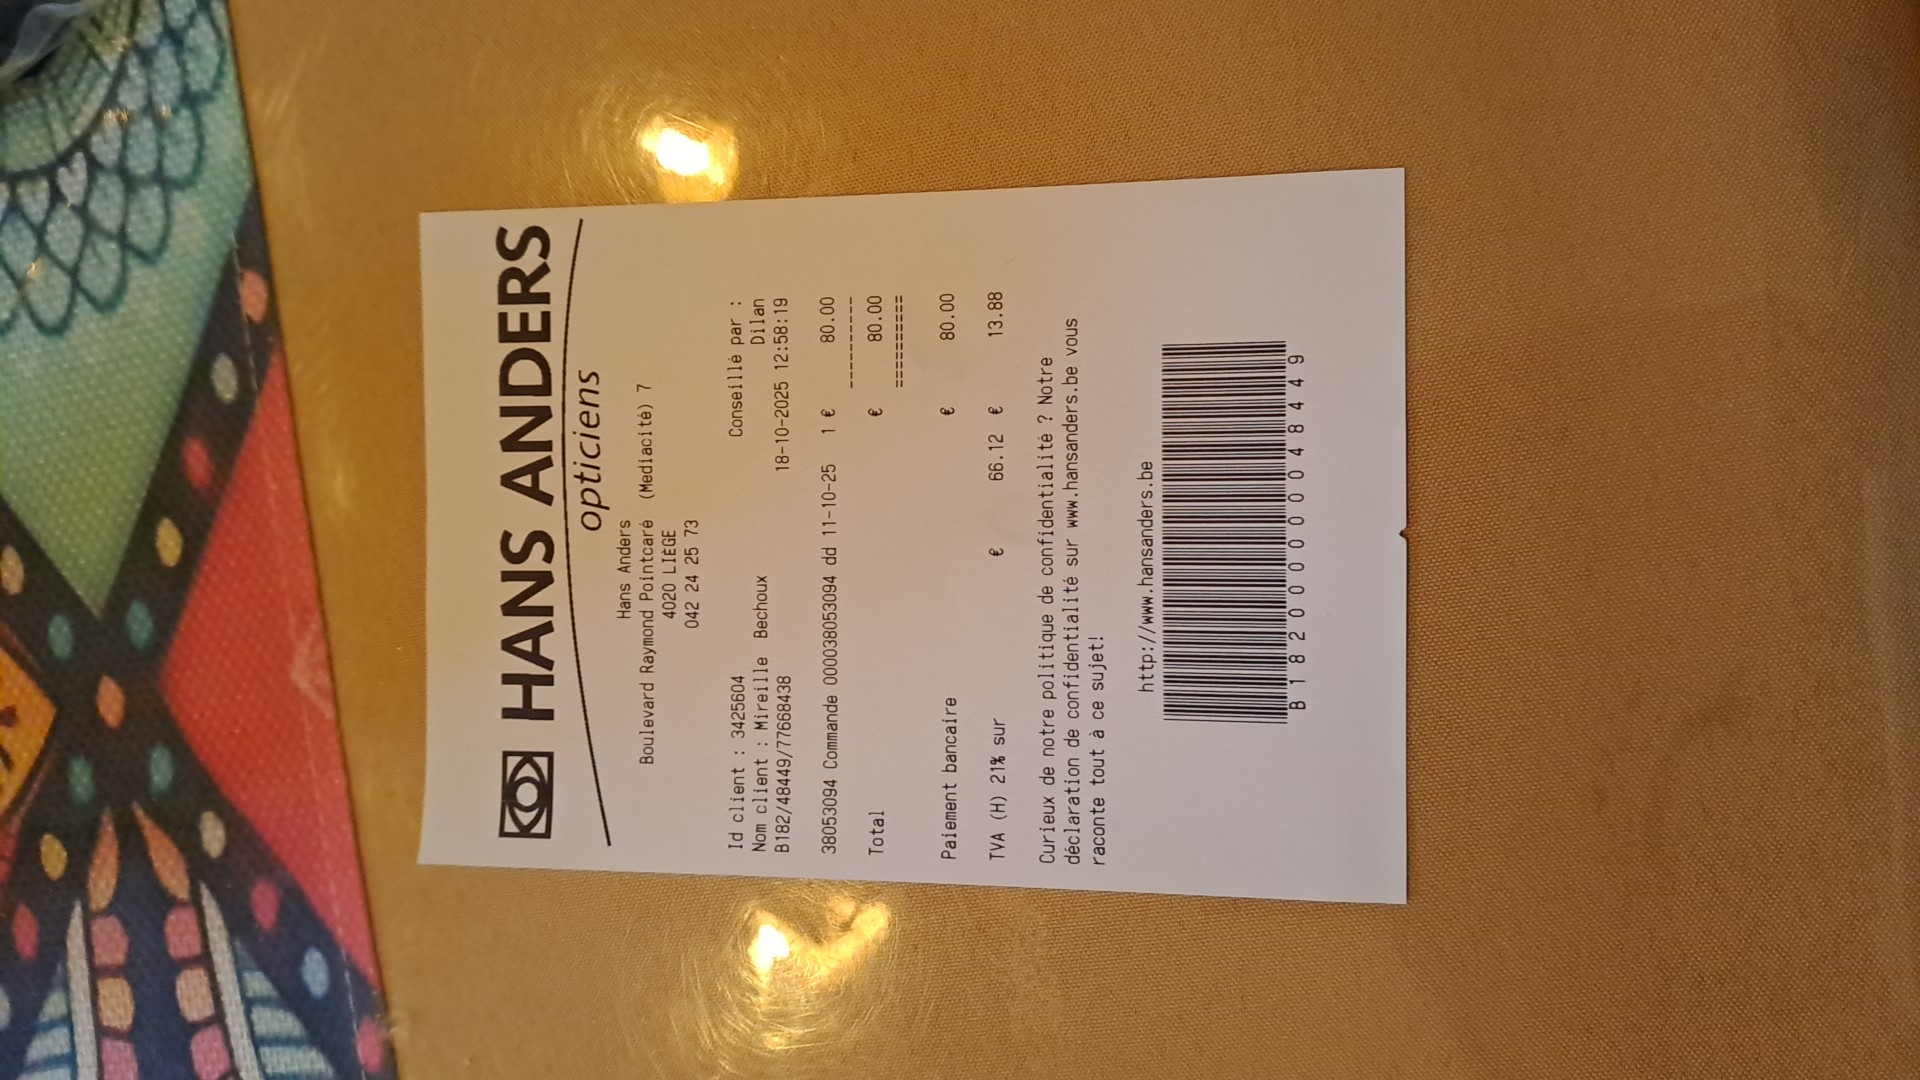 HANS ANDERS
opticiens
Hans Anders
Boulevard Raymond Pointcaré (Mediacité) 7
4020 LIÈGE
042 24 25 73
Id client : 3425604 Conseillé par :
Nom client : Mireille Bechoux Dilan
B182/48449/77668438 18-10-2025 12:58:19
38053094 Commande 000038053094 dd 11-10-25 1 € 80.00
----------
Total € 80.00
==========
Paiement bancaire € 80.00
TVA (H) 21% sur € 66.12 € 13.88
Curieux de notre politique de confidentialité ? Notre
déclaration de confidentialité sur www.hansanders.be vous
raconte tout à ce sujet!
http://www.hansanders.be
B182000000048449